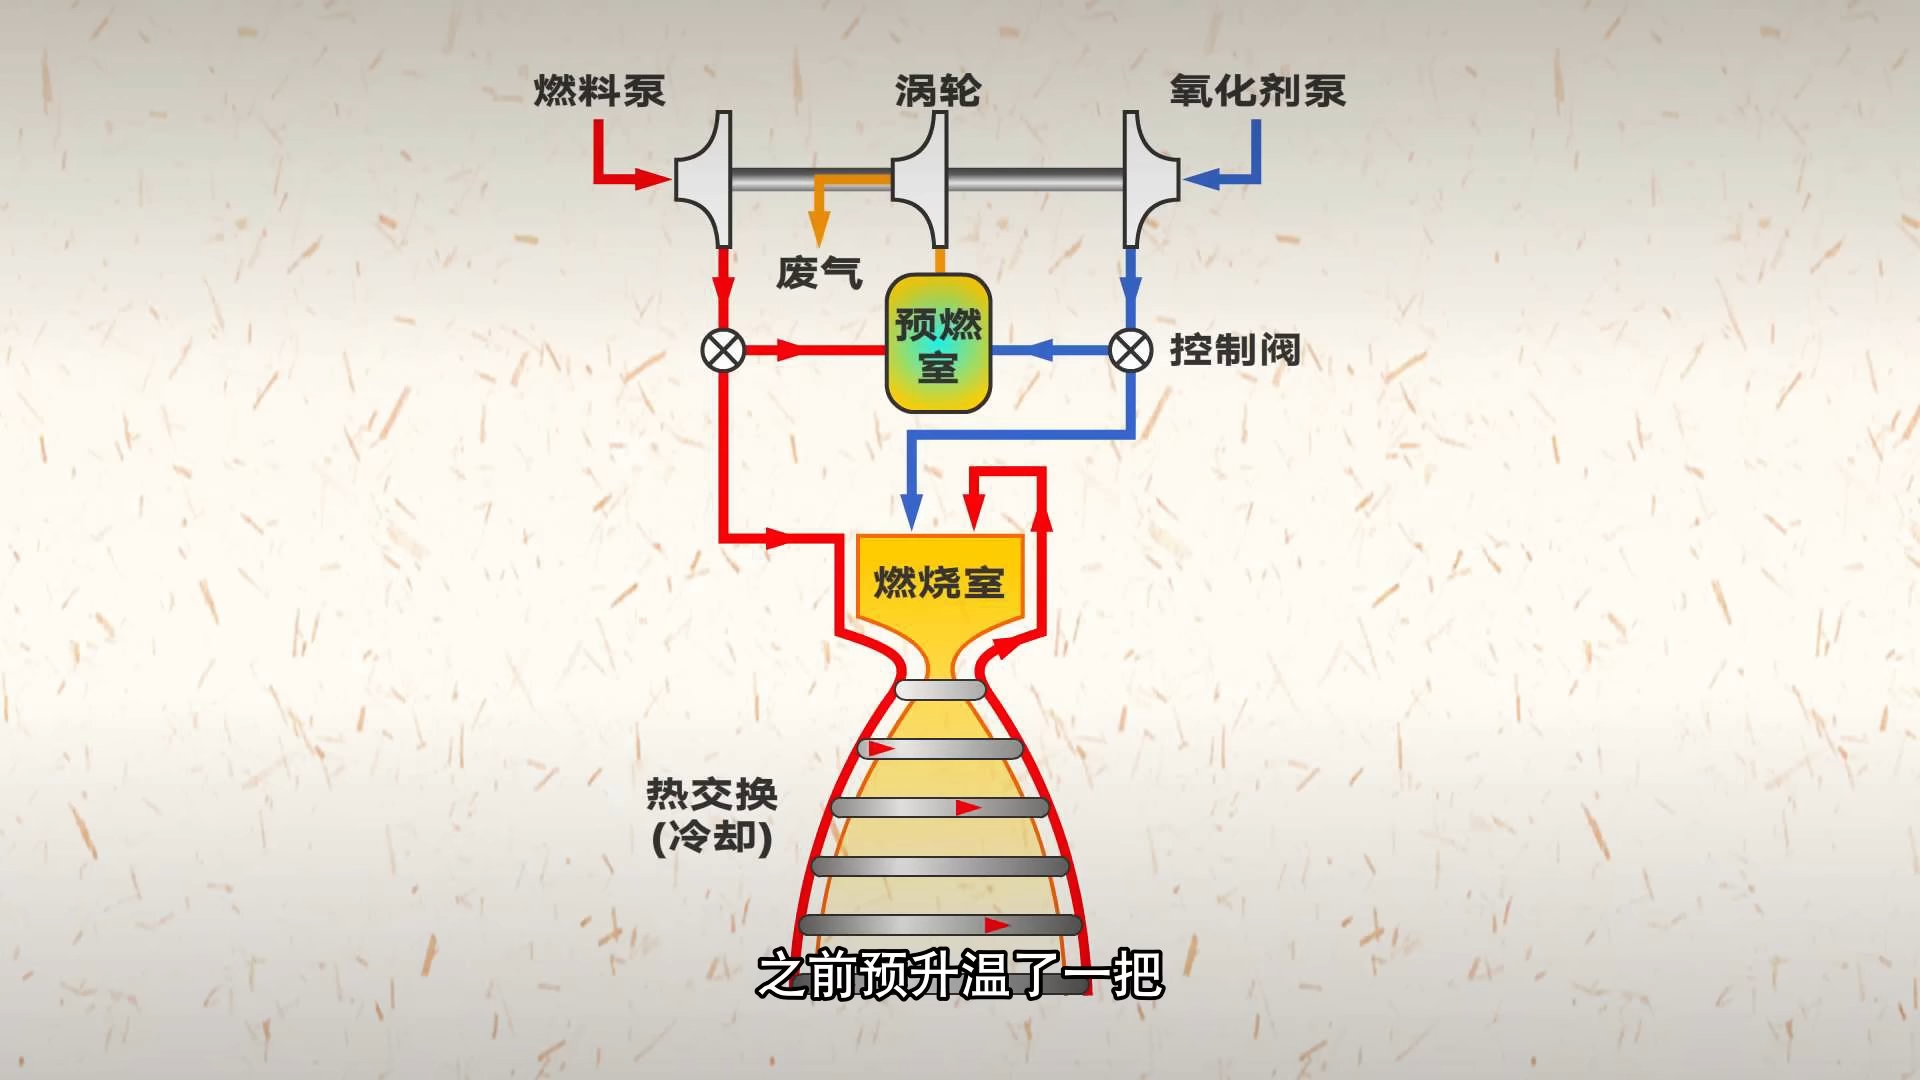 燃料泵
涡轮
氧化剂泵
废气
预燃
室
控制阀
燃烧室
热交换
(冷却)
之前预升温了一把